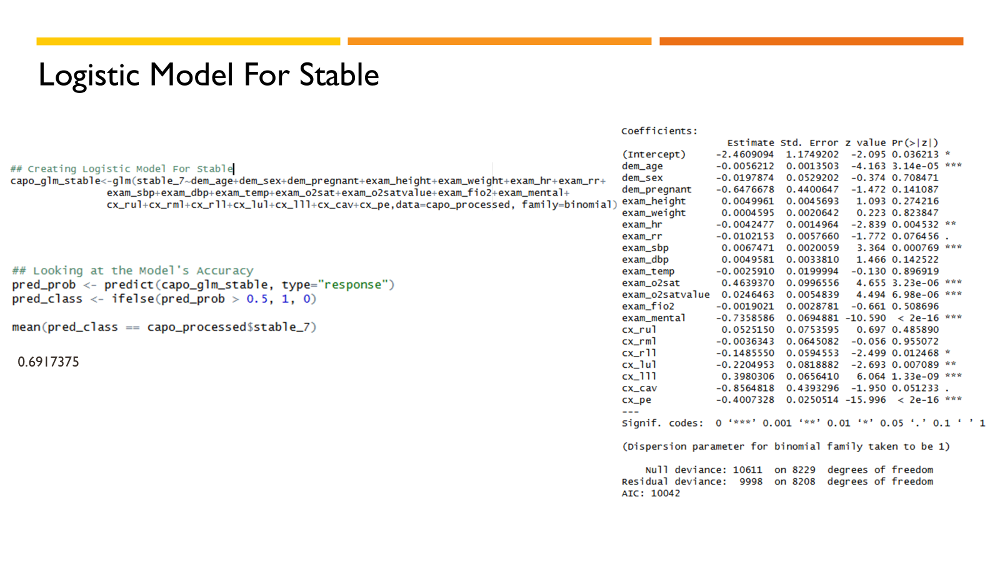 Logistic Model For Stable
## Creating Logistic Model For Stable
capo_glm_stable<-glm(stable_7~dem_age+dem_sex+dem_pregnant+exam_height+exam_weight+exam_hr+exam_rr+
exam_sbp+exam_dbp+exam_temp+exam_o2sat+exam_o2satvalue+exam_fio2+exam_mental+
cx_rul+cx_rml+cx_rll+cx_lul+cx_lll+cx_cav+cx_pe,data=capo_processed, family=binomial)
## Looking at the Model's Accuracy
pred_prob <- predict(capo_glm_stable, type="response")
pred_class <- ifelse(pred_prob > 0.5, 1, 0)
mean(pred_class == capo_processed$stable_7)
0.6917375
Coefficients:
Estimate Std. Error z value Pr(>|z|)
(Intercept) -2.4609094 1.1749202 -2.095 0.036213 *
dem_age -0.0056212 0.0013503 -4.163 3.14e-05 ***
dem_sex -0.0197874 0.0529202 -0.374 0.708471
dem_pregnant -0.6476678 0.4400647 -1.472 0.141087
exam_height 0.0049961 0.0045693 1.093 0.274216
exam_weight 0.0004595 0.0020642 0.223 0.823847
exam_hr -0.0042477 0.0014964 -2.839 0.004532 **
exam_rr -0.0102153 0.0057660 -1.772 0.076456 .
exam_sbp 0.0067471 0.0020059 3.364 0.000769 ***
exam_dbp 0.0049581 0.0033810 1.466 0.142522
exam_temp -0.0025910 0.0199994 -0.130 0.896919
exam_o2sat 0.4639370 0.0996556 4.655 3.23e-06 ***
exam_o2satvalue 0.0246463 0.0054839 4.494 6.98e-06 ***
exam_fio2 -0.0019021 0.0028781 -0.661 0.508696
exam_mental -0.7358586 0.0694881 -10.590 < 2e-16 ***
cx_rul 0.0525150 0.0753595 0.697 0.485890
cx_rml -0.0036343 0.0645082 -0.056 0.955072
cx_rll -0.1485550 0.0594553 -2.499 0.012468 *
cx_lul -0.2204953 0.0818882 -2.693 0.007089 **
cx_lll 0.3980306 0.0656410 6.064 1.33e-09 ***
cx_cav -0.8564818 0.4393296 -1.950 0.051233 .
cx_pe -0.4007328 0.0250514 -15.996 < 2e-16 ***
---
Signif. codes: 0 ‘***’ 0.001 ‘**’ 0.01 ‘*’ 0.05 ‘.’ 0.1 ‘ ’ 1
(Dispersion parameter for binomial family taken to be 1)
Null deviance: 10611 on 8229 degrees of freedom
Residual deviance: 9998 on 8208 degrees of freedom
AIC: 10042